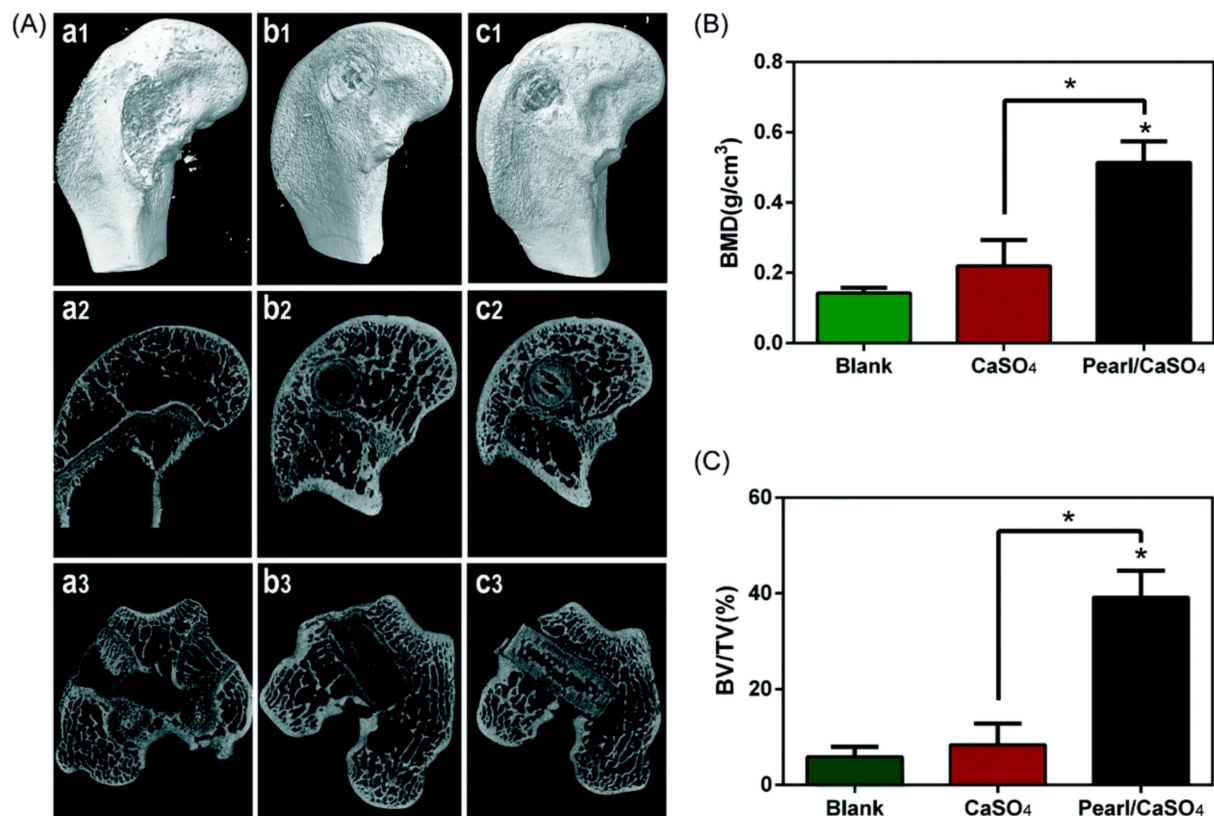 (A)
a1
b1
c1
a2
b2
c2
a3
b3
c3
(B)
BMD(g/cm³)
0.8
0.6
0.4
0.2
0.0
*
*
Blank
CaSO₄
Pearl/CaSO₄
(C)
BV/TV(%)
60
40
20
0
*
*
Blank
CaSO₄
Pearl/CaSO₄